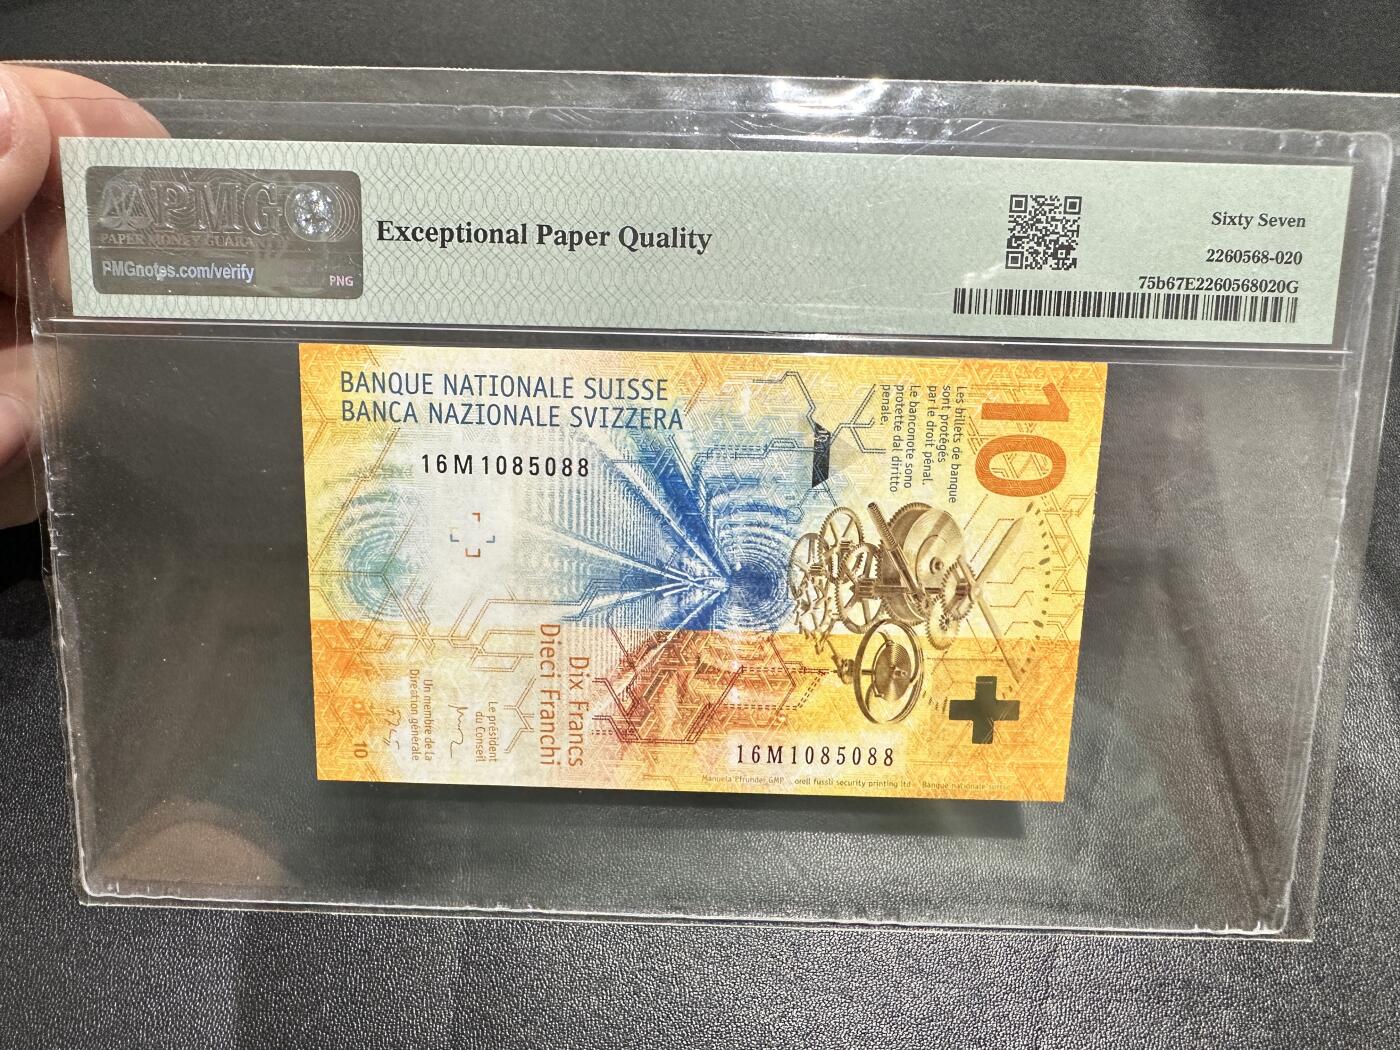 PMG
PAPER MONEY GUARANTY
PMGnotes.com/verify
PNG
Exceptional Paper Quality
Sixty Seven
2260568-020
75b67E2260568020G
BANQUE NATIONALE SUISSE
BANCA NAZIONALE SVIZZERA
16M1085088
10
Les billets de banque
sont protégés
par le droit pénal.
Le banconote sono
protette dal diritto
penale.
Dix Francs
Dieci Franchi
Le président
du Conseil
Un membre de la
Direction générale
10
16M1085088
Manuela Pfrunder GMP orell füssli security printing ltd Banque nationale suisse